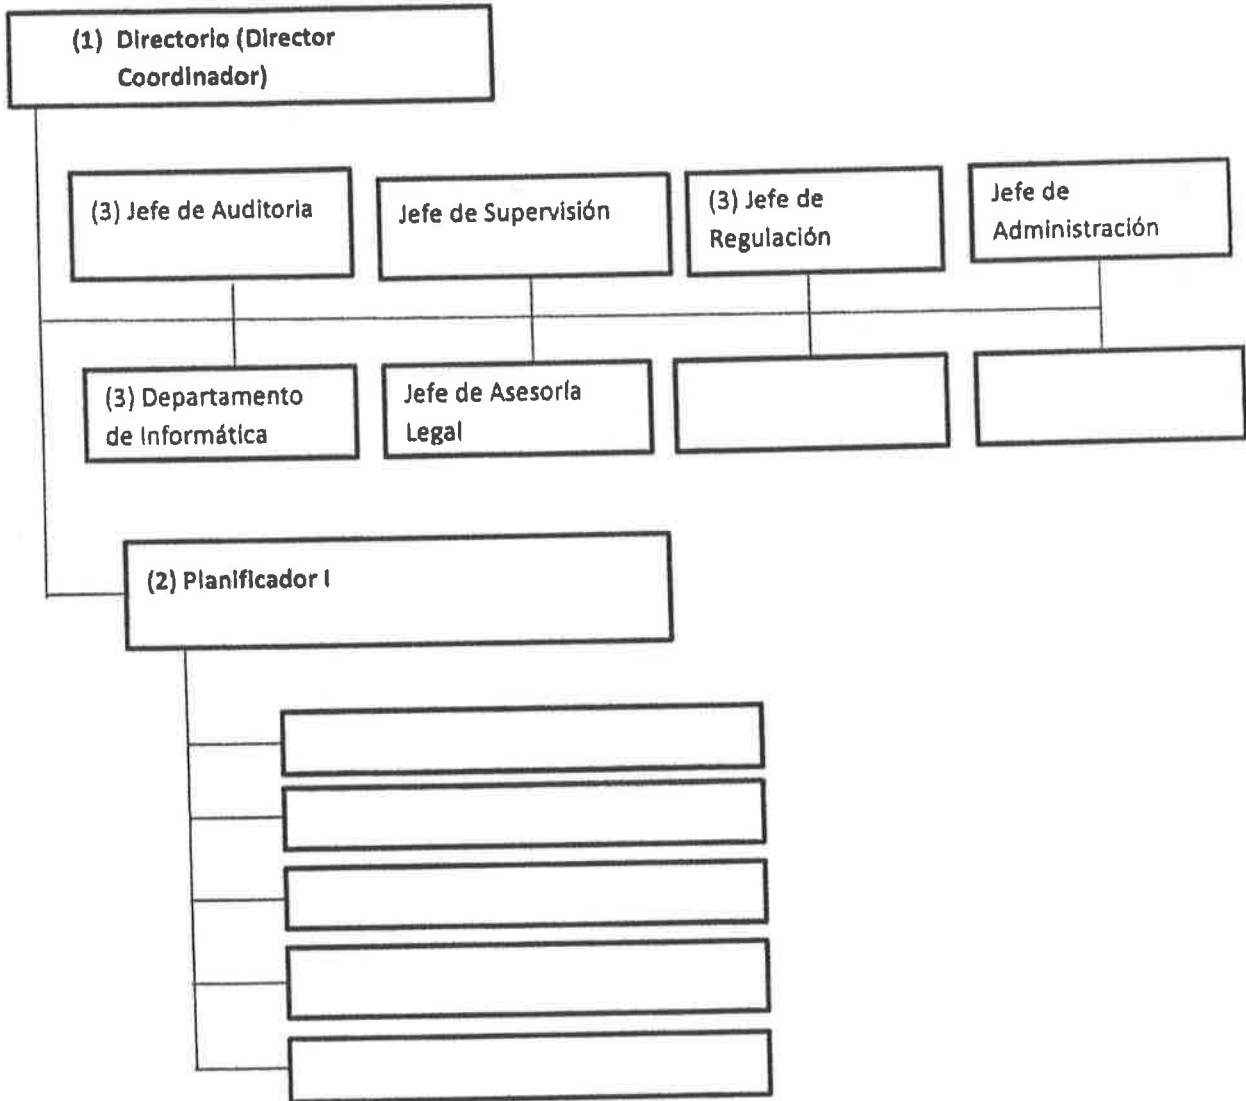 (1) Directorio (Director
Coordinador)
(3) Jefe de Auditoria
Jefe de Supervisión
(3) Jefe de
Regulación
Jefe de
Administración
(3) Departamento
de Informática
Jefe de Asesoría
Legal
(2) Planificador I